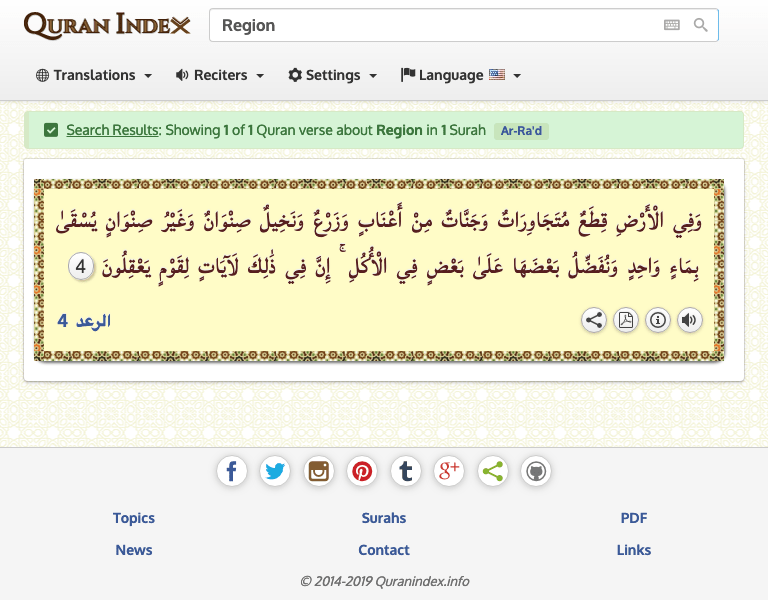 QURAN INDEX
Region
Translations
Reciters
Settings
Language
Search Results: Showing 1 of 1 Quran verse about Region in 1 Surah Ar-Ra'd
وَفِي الْأَرْضِ قِطَعٌ مُتَجَاوِرَاتٌ وَجَنَّاتٌ مِنْ أَعْنَابٍ وَزَرْعٌ وَنَخِيلٌ صِنْوَانٌ وَغَيْرُ صِنْوَانٍ يُسْقَىٰ
بِمَاءٍ وَاحِدٍ وَنُفَضِّلُ بَعْضَهَا عَلَىٰ بَعْضٍ فِي الْأُكُلِ ۚ إِنَّ فِي ذَٰلِكَ لَآيَاتٍ لِقَوْمٍ يَعْقِلُونَ 4
الرعد 4
Topics Surahs PDF
News Contact Links
© 2014-2019 Quranindex.info